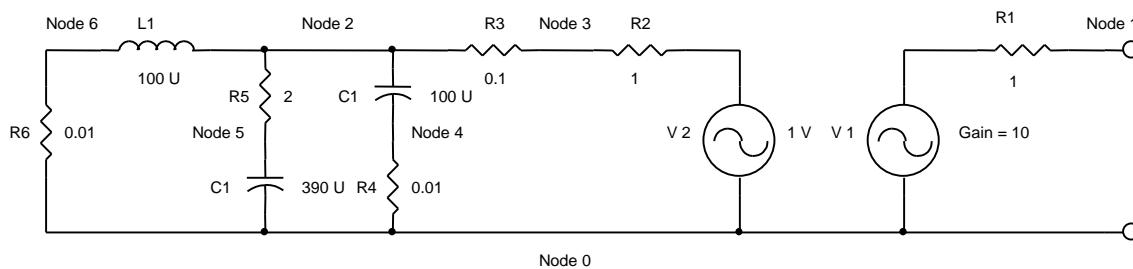 Node 6
L1
Node 2
R3
Node 3
R2
R1
Node 1
100 U
R5
2
C1
100 U
0.1
1
1
R6
0.01
Node 5
Node 4
V 2
1 V
V 1
Gain = 10
C1
390 U
R4
0.01
Node 0